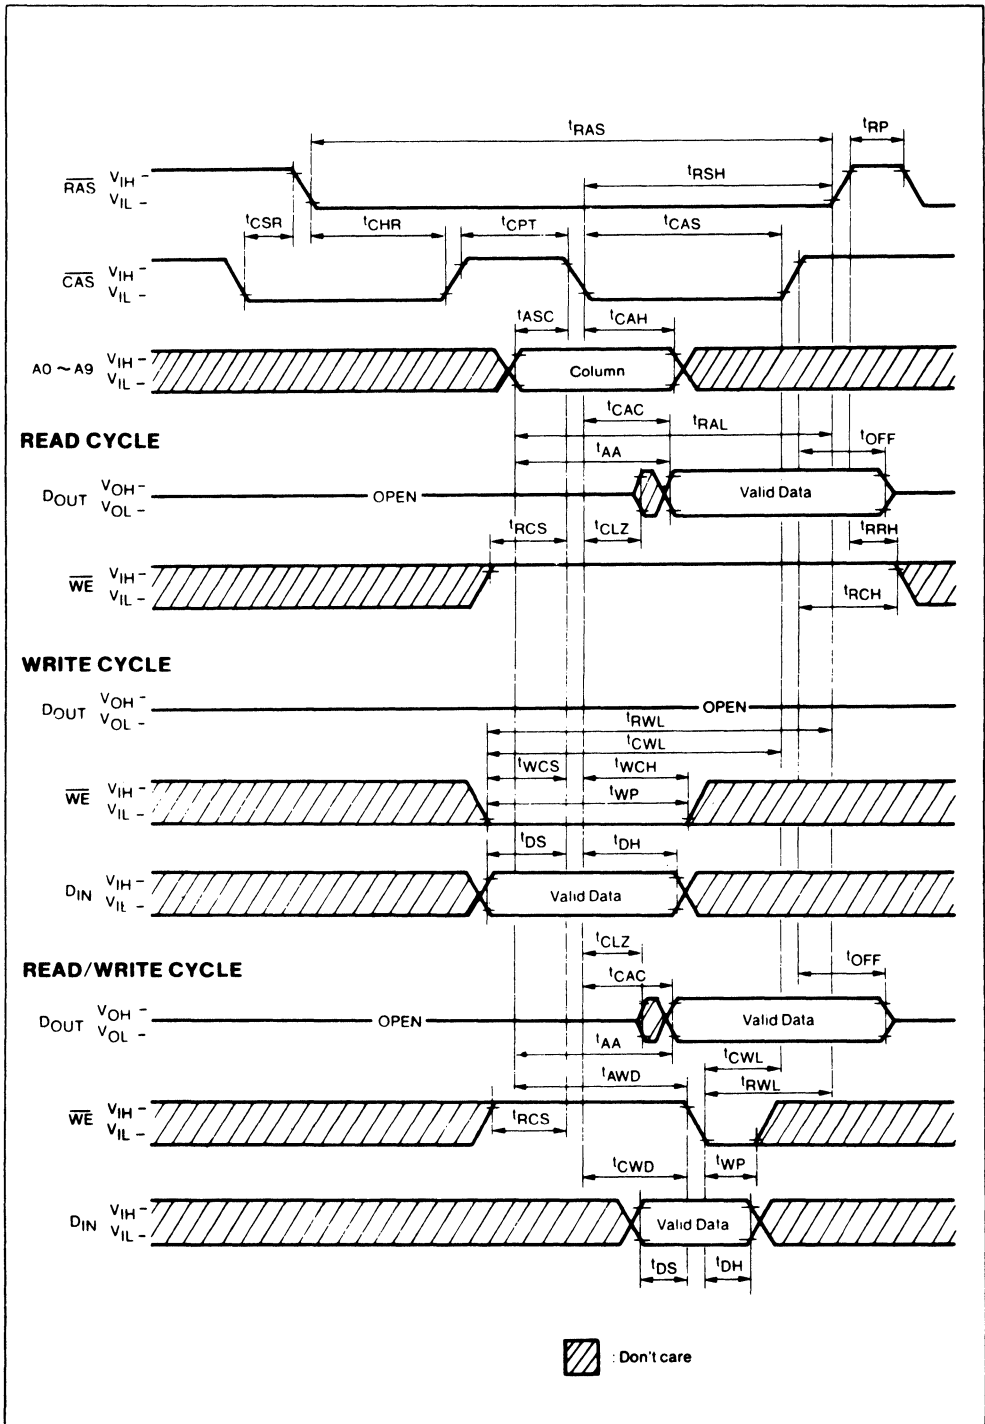 tRAS
tRP
RAS VIH -
VIL -
tRSH
tCSR
tCHR
tCPT
tCAS
CAS VIH -
VIL -
tASC
tCAH
A0 ~ A9 VIH -
VIL -
Column
tCAC
tRAL
READ CYCLE
tAA
tOFF
DOUT VOH -
VOL -
OPEN
Valid Data
tRCS
tCLZ
tRRH
WE VIH -
VIL -
tRCH
WRITE CYCLE
DOUT VOH -
VOL -
OPEN
tRWL
tCWL
tWCS
tWCH
WE VIH -
VIL -
tWP
tDS
tDH
DIN VIH -
VIL -
Valid Data
tCLZ
READ/WRITE CYCLE
tCAC
tOFF
DOUT VOH -
VOL -
OPEN
Valid Data
tAA
tCWL
tAWD
tRWL
WE VIH -
VIL -
tRCS
tCWD
tWP
DIN VIH -
VIL -
Valid Data
tDS
tDH
: Don't care